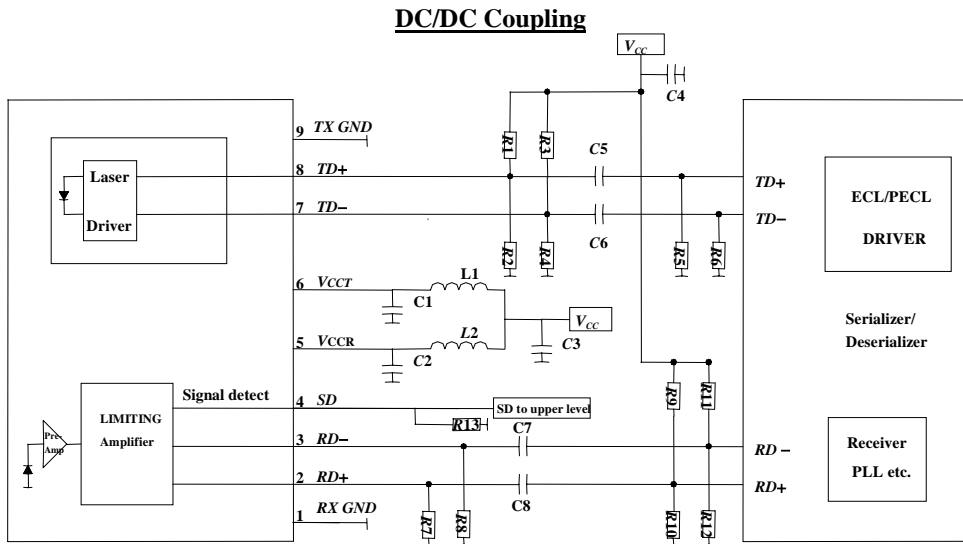 DC/DC Coupling
VCC
C4
9 TX GND
R1
R3
C5
Laser
Driver
8 TD+
TD+
ECL/PECL
DRIVER
7 TD−
TD−
C6
R2
R4
R5
R6
6 VCCT
L1
C1
VCC
Serializer/
Deserializer
5 VCCR
L2
C2
C3
Signal detect
4 SD
SD to upper level
R13
R9
R11
LIMITING
Amplifier
Pre-
Amp
3 RD−
C7
RD −
Receiver
PLL etc.
2 RD+
C8
RD+
1 RX GND
R7
R8
R10
R12